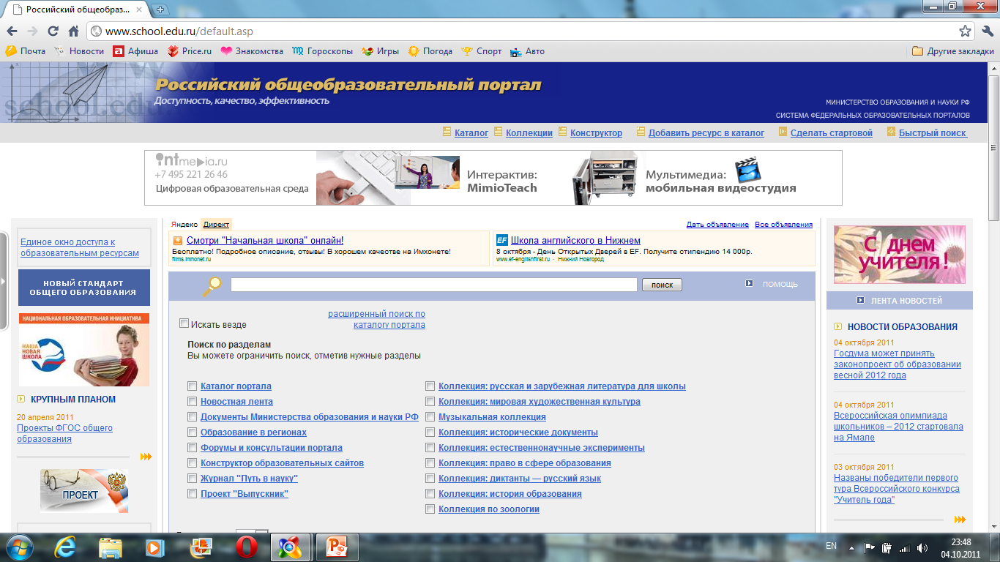 Российский общеобраз...
www.school.edu.ru/default.asp
Почта Новости Афиша Price.ru Знакомства Гороскопы Игры Погода Спорт Авто Другие закладки
school.edu.
Российский общеобразовательный портал
Доступность, качество, эффективность
МИНИСТЕРСТВО ОБРАЗОВАНИЯ И НАУКИ РФ
СИСТЕМА ФЕДЕРАЛЬНЫХ ОБРАЗОВАТЕЛЬНЫХ ПОРТАЛОВ
Каталог Коллекции Конструктор Добавить ресурс в каталог Сделать стартовой Быстрый поиск
intmedia.ru
+7 495 221 26 46
Цифровая образовательная среда
Интерактив:
MimioTeach
Мультимедиа:
мобильная видеостудия
Единое окно доступа к
образовательным ресурсам
НОВЫЙ СТАНДАРТ
ОБЩЕГО ОБРАЗОВАНИЯ
НАЦИОНАЛЬНАЯ ОБРАЗОВАТЕЛЬНАЯ ИНИЦИАТИВА
НАША
НОВАЯ
ШКОЛА
КРУПНЫМ ПЛАНОМ
20 апреля 2011
Проекты ФГОС общего
образования
ПРОЕКТ
Яндекс Директ
Дать объявление Все объявления
Смотри "Начальная школа" онлайн!
Бесплатно! Подробное описание, отзывы! В хорошем качестве на Имхонете!
films.imhonet.ru
EF Школа английского в Нижнем
8 октября - День Открытых Дверей в EF. Получите стипендию 14 000р.
www.ef-englishfirst.ru · Нижний Новгород
поиск
ПОМОЩЬ
Искать везде
расширенный поиск по
каталогу портала
Поиск по разделам
Вы можете ограничить поиск, отметив нужные разделы
Каталог портала
Новостная лента
Документы Министерства образования и науки РФ
Образование в регионах
Форумы и консультации портала
Конструктор образовательных сайтов
Журнал "Путь в науку"
Проект "Выпускник"
Коллекция: русская и зарубежная литература для школы
Коллекция: мировая художественная культура
Музыкальная коллекция
Коллекция: исторические документы
Коллекция: естественнонаучные эксперименты
Коллекция: право в сфере образования
Коллекция: диктанты — русский язык
Коллекция: история образования
Коллекция по зоологии
С днем
учителя!
ЛЕНТА НОВОСТЕЙ
НОВОСТИ ОБРАЗОВАНИЯ
04 октября 2011
Госдума может принять
законопроект об образовании
весной 2012 года
04 октября 2011
Всероссийская олимпиада
школьников – 2012 стартовала
на Ямале
03 октября 2011
Названы победители первого
тура Всероссийского конкурса
"Учитель года"
EN
23:48
04.10.2011